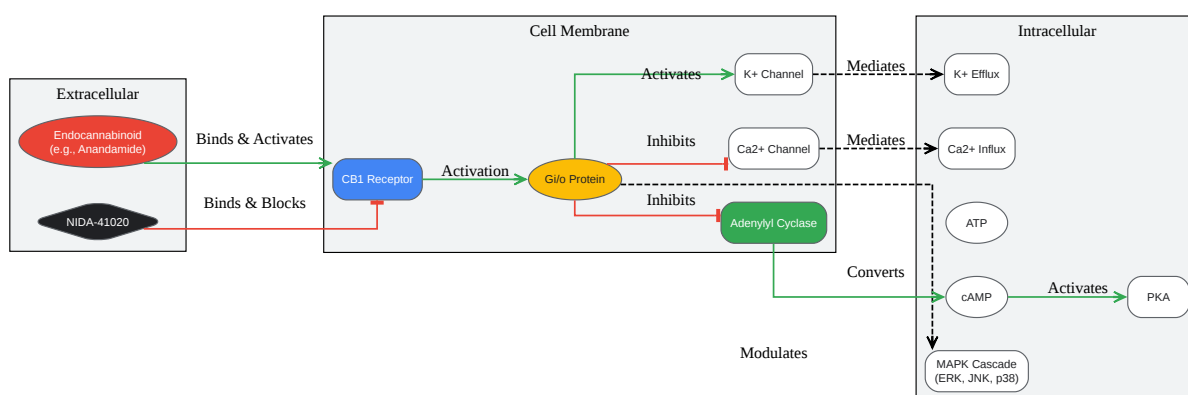 Cell Membrane
Intracellular
Extracellular
Endocannabinoid
(e.g., Anandamide)
NIDA-41020
Binds & Activates
Binds & Blocks
CB1 Receptor
Activation
Gi/o Protein
Activates
Inhibits
Inhibits
K+ Channel
Ca2+ Channel
Adenylyl Cyclase
Mediates
Mediates
Converts
Modulates
K+ Efflux
Ca2+ Influx
ATP
cAMP
Activates
PKA
MAPK Cascade
(ERK, JNK, p38)